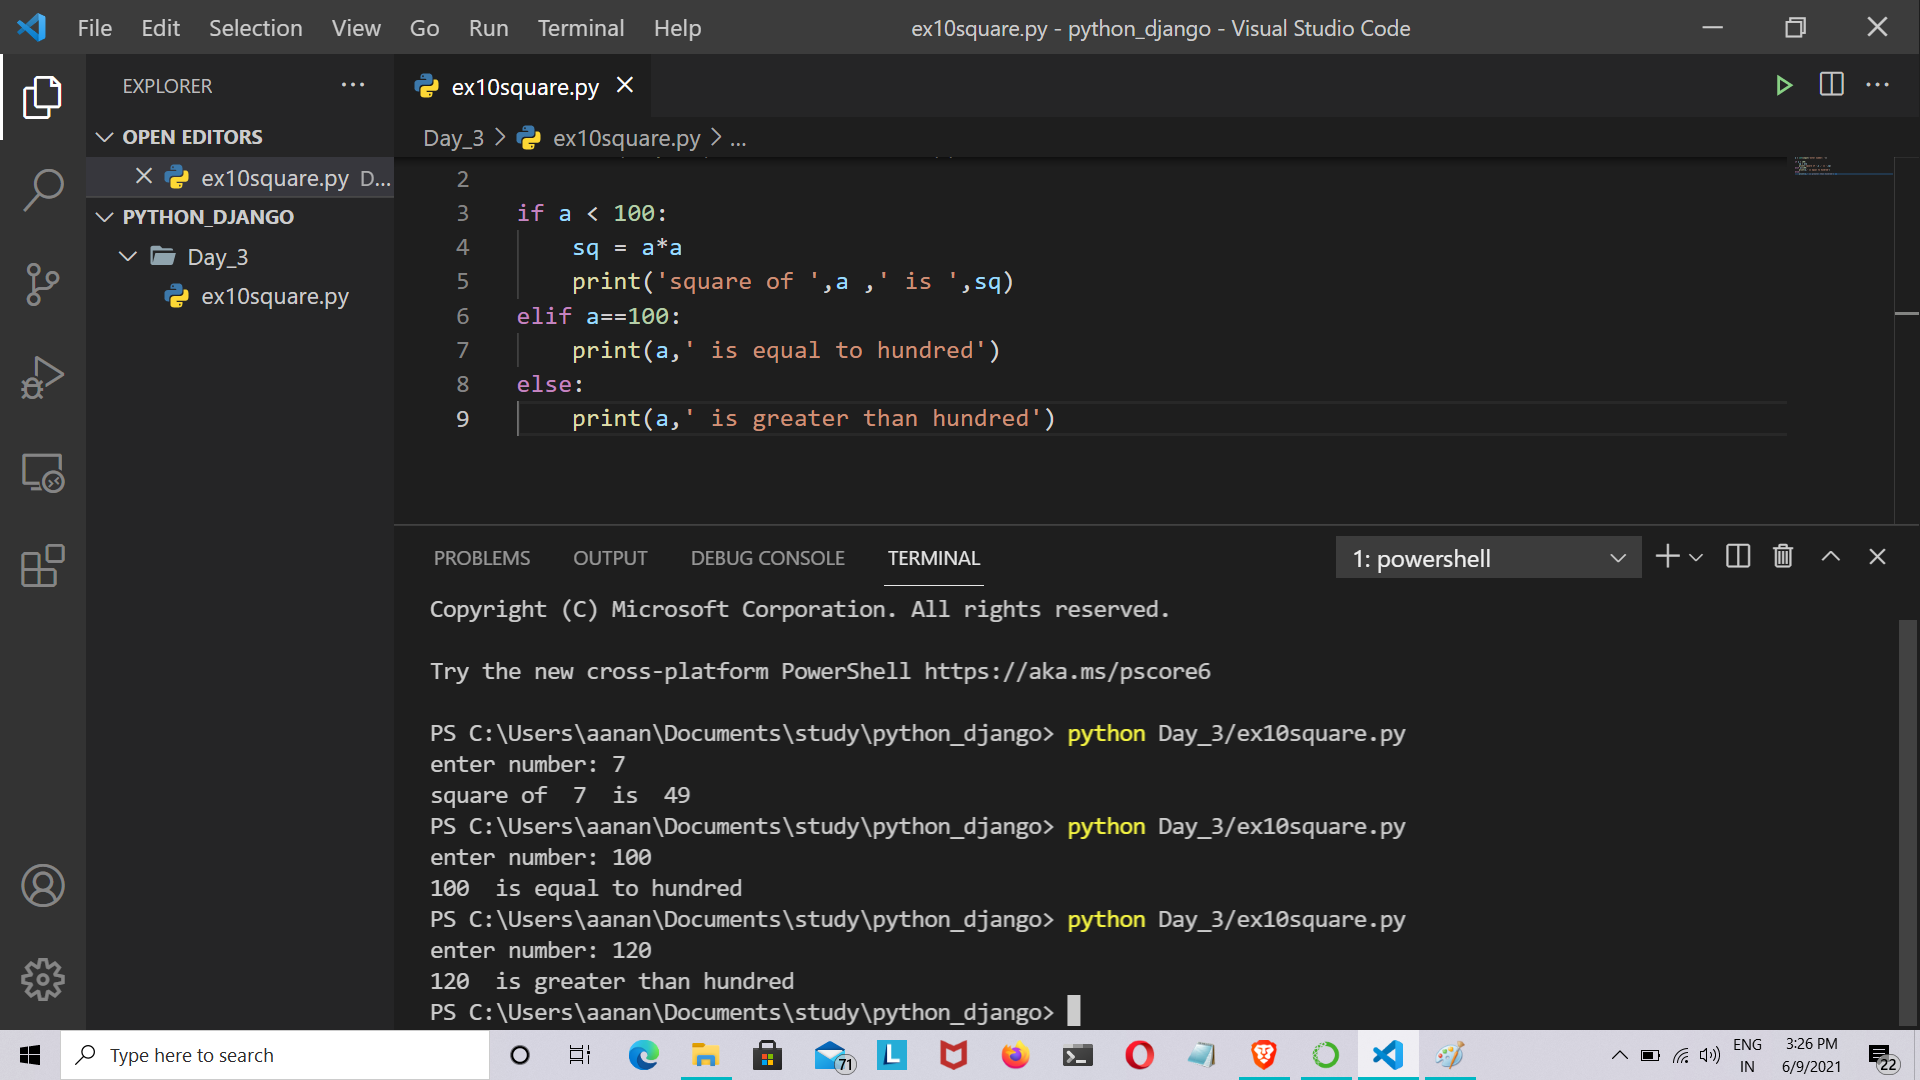 File Edit Selection View Go Run Terminal Help ex10square.py - python_django - Visual Studio Code
EXPLORER
ex10square.py
OPEN EDITORS
ex10square.py D...
PYTHON_DJANGO
Day_3
ex10square.py
Day_3 > ex10square.py > ...
2
3 if a < 100:
4     sq = a*a
5     print('square of ',a ,' is ',sq)
6 elif a==100:
7     print(a,' is equal to hundred')
8 else:
9     print(a,' is greater than hundred')
PROBLEMS OUTPUT DEBUG CONSOLE TERMINAL 1: powershell
Copyright (C) Microsoft Corporation. All rights reserved.
Try the new cross-platform PowerShell https://aka.ms/pscore6
PS C:\Users\aanan\Documents\study\python_django> python Day_3/ex10square.py
enter number: 7
square of  7  is  49
PS C:\Users\aanan\Documents\study\python_django> python Day_3/ex10square.py
enter number: 100
100  is equal to hundred
PS C:\Users\aanan\Documents\study\python_django> python Day_3/ex10square.py
enter number: 120
120  is greater than hundred
PS C:\Users\aanan\Documents\study\python_django>
Type here to search
71
L
ENG
IN
3:26 PM
6/9/2021
22